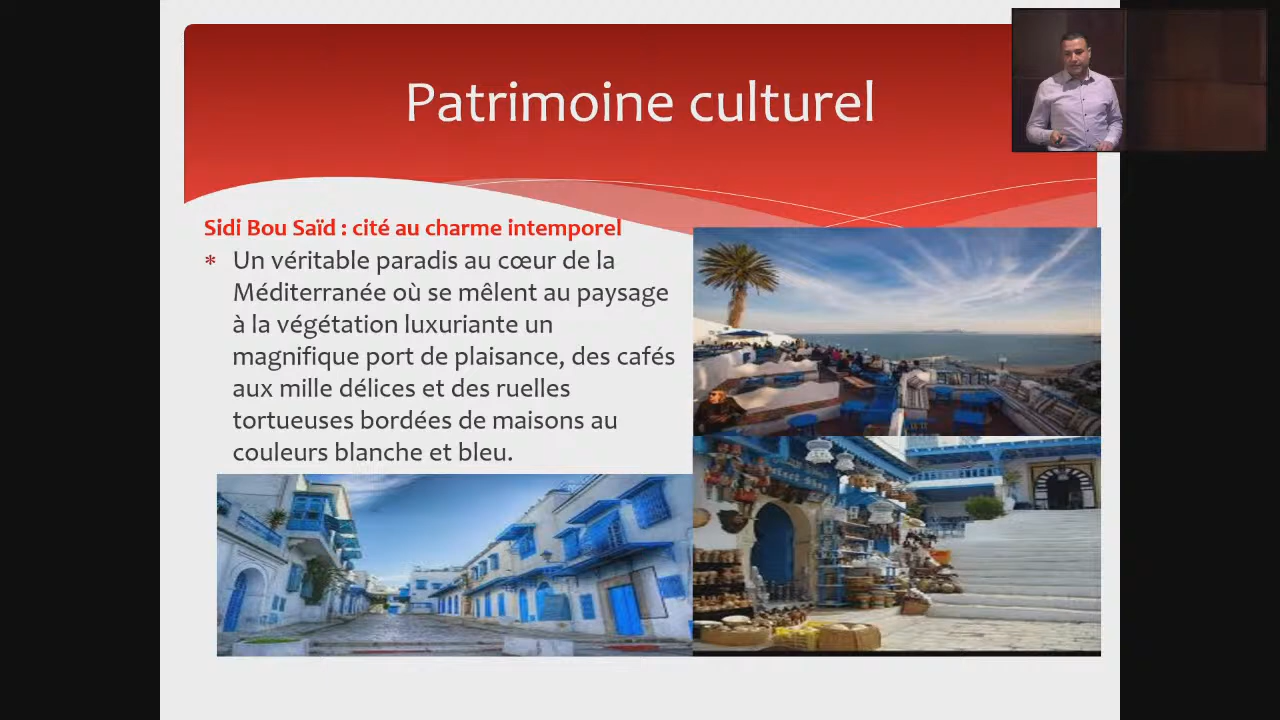 Patrimoine culturel
Sidi Bou Saïd : cité au charme intemporel
Un véritable paradis au cœur de la
Méditerranée où se mêlent au paysage
à la végétation luxuriante un
magnifique port de plaisance, des cafés
aux mille délices et des ruelles
tortueuses bordées de maisons au
couleurs blanche et bleu.